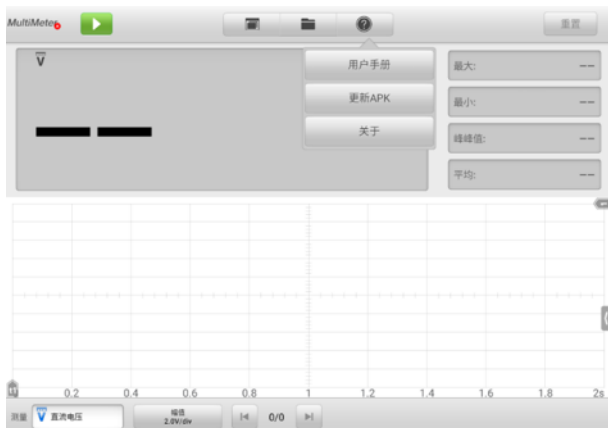 MultiMeter
重置
V
用户手册
更新APK
关于
最大: --
最小: --
峰峰值: --
平均: --
0.2 0.4 0.6 0.8 1 1.2 1.4 1.6 1.8 2s
测量 V 直流电压
幅值
2.0V/div
0/0